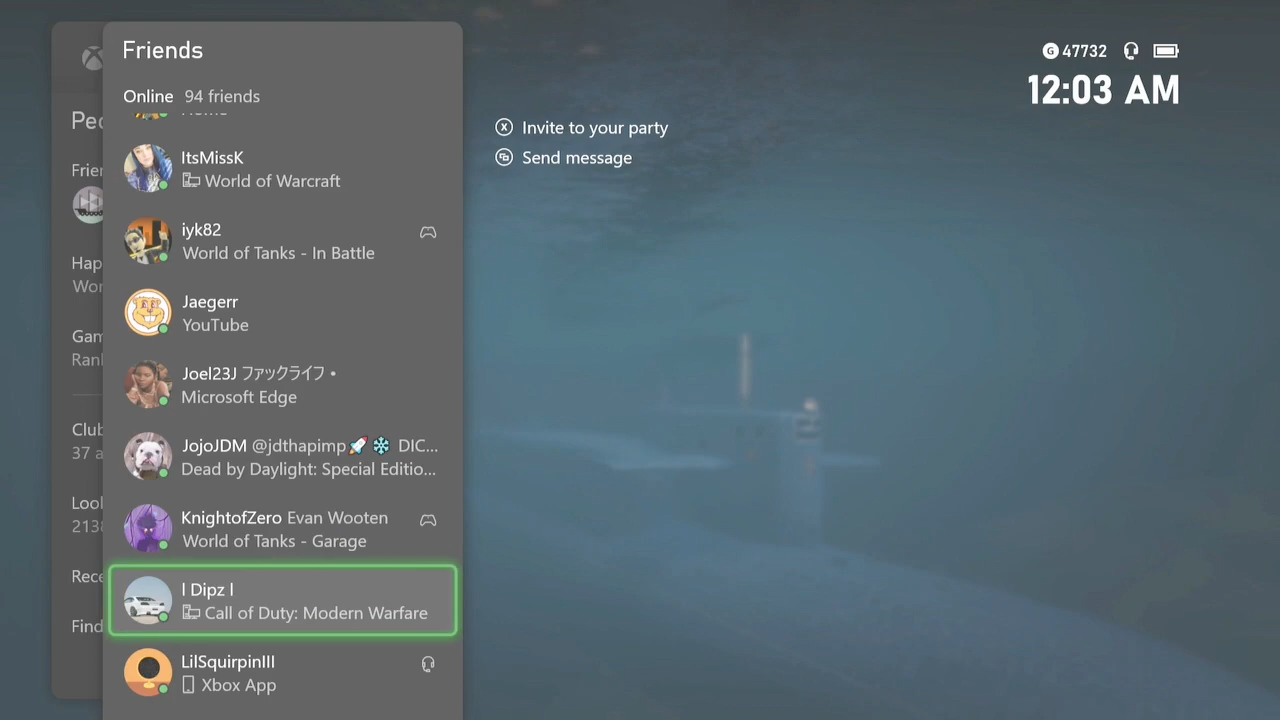 Friends
Online 94 friends
ItsMissK
World of Warcraft
iyk82
World of Tanks - In Battle
Jaegerr
YouTube
Joel23J ファックライフ •
Microsoft Edge
JojoJDM @jdthapimp🚀❄️ DIC...
Dead by Daylight: Special Editio...
KnightofZero Evan Wooten
World of Tanks - Garage
l Dipz l
Call of Duty: Modern Warfare
LilSquirpinIII
Xbox App
Invite to your party
Send message
G 47732
12:03 AM